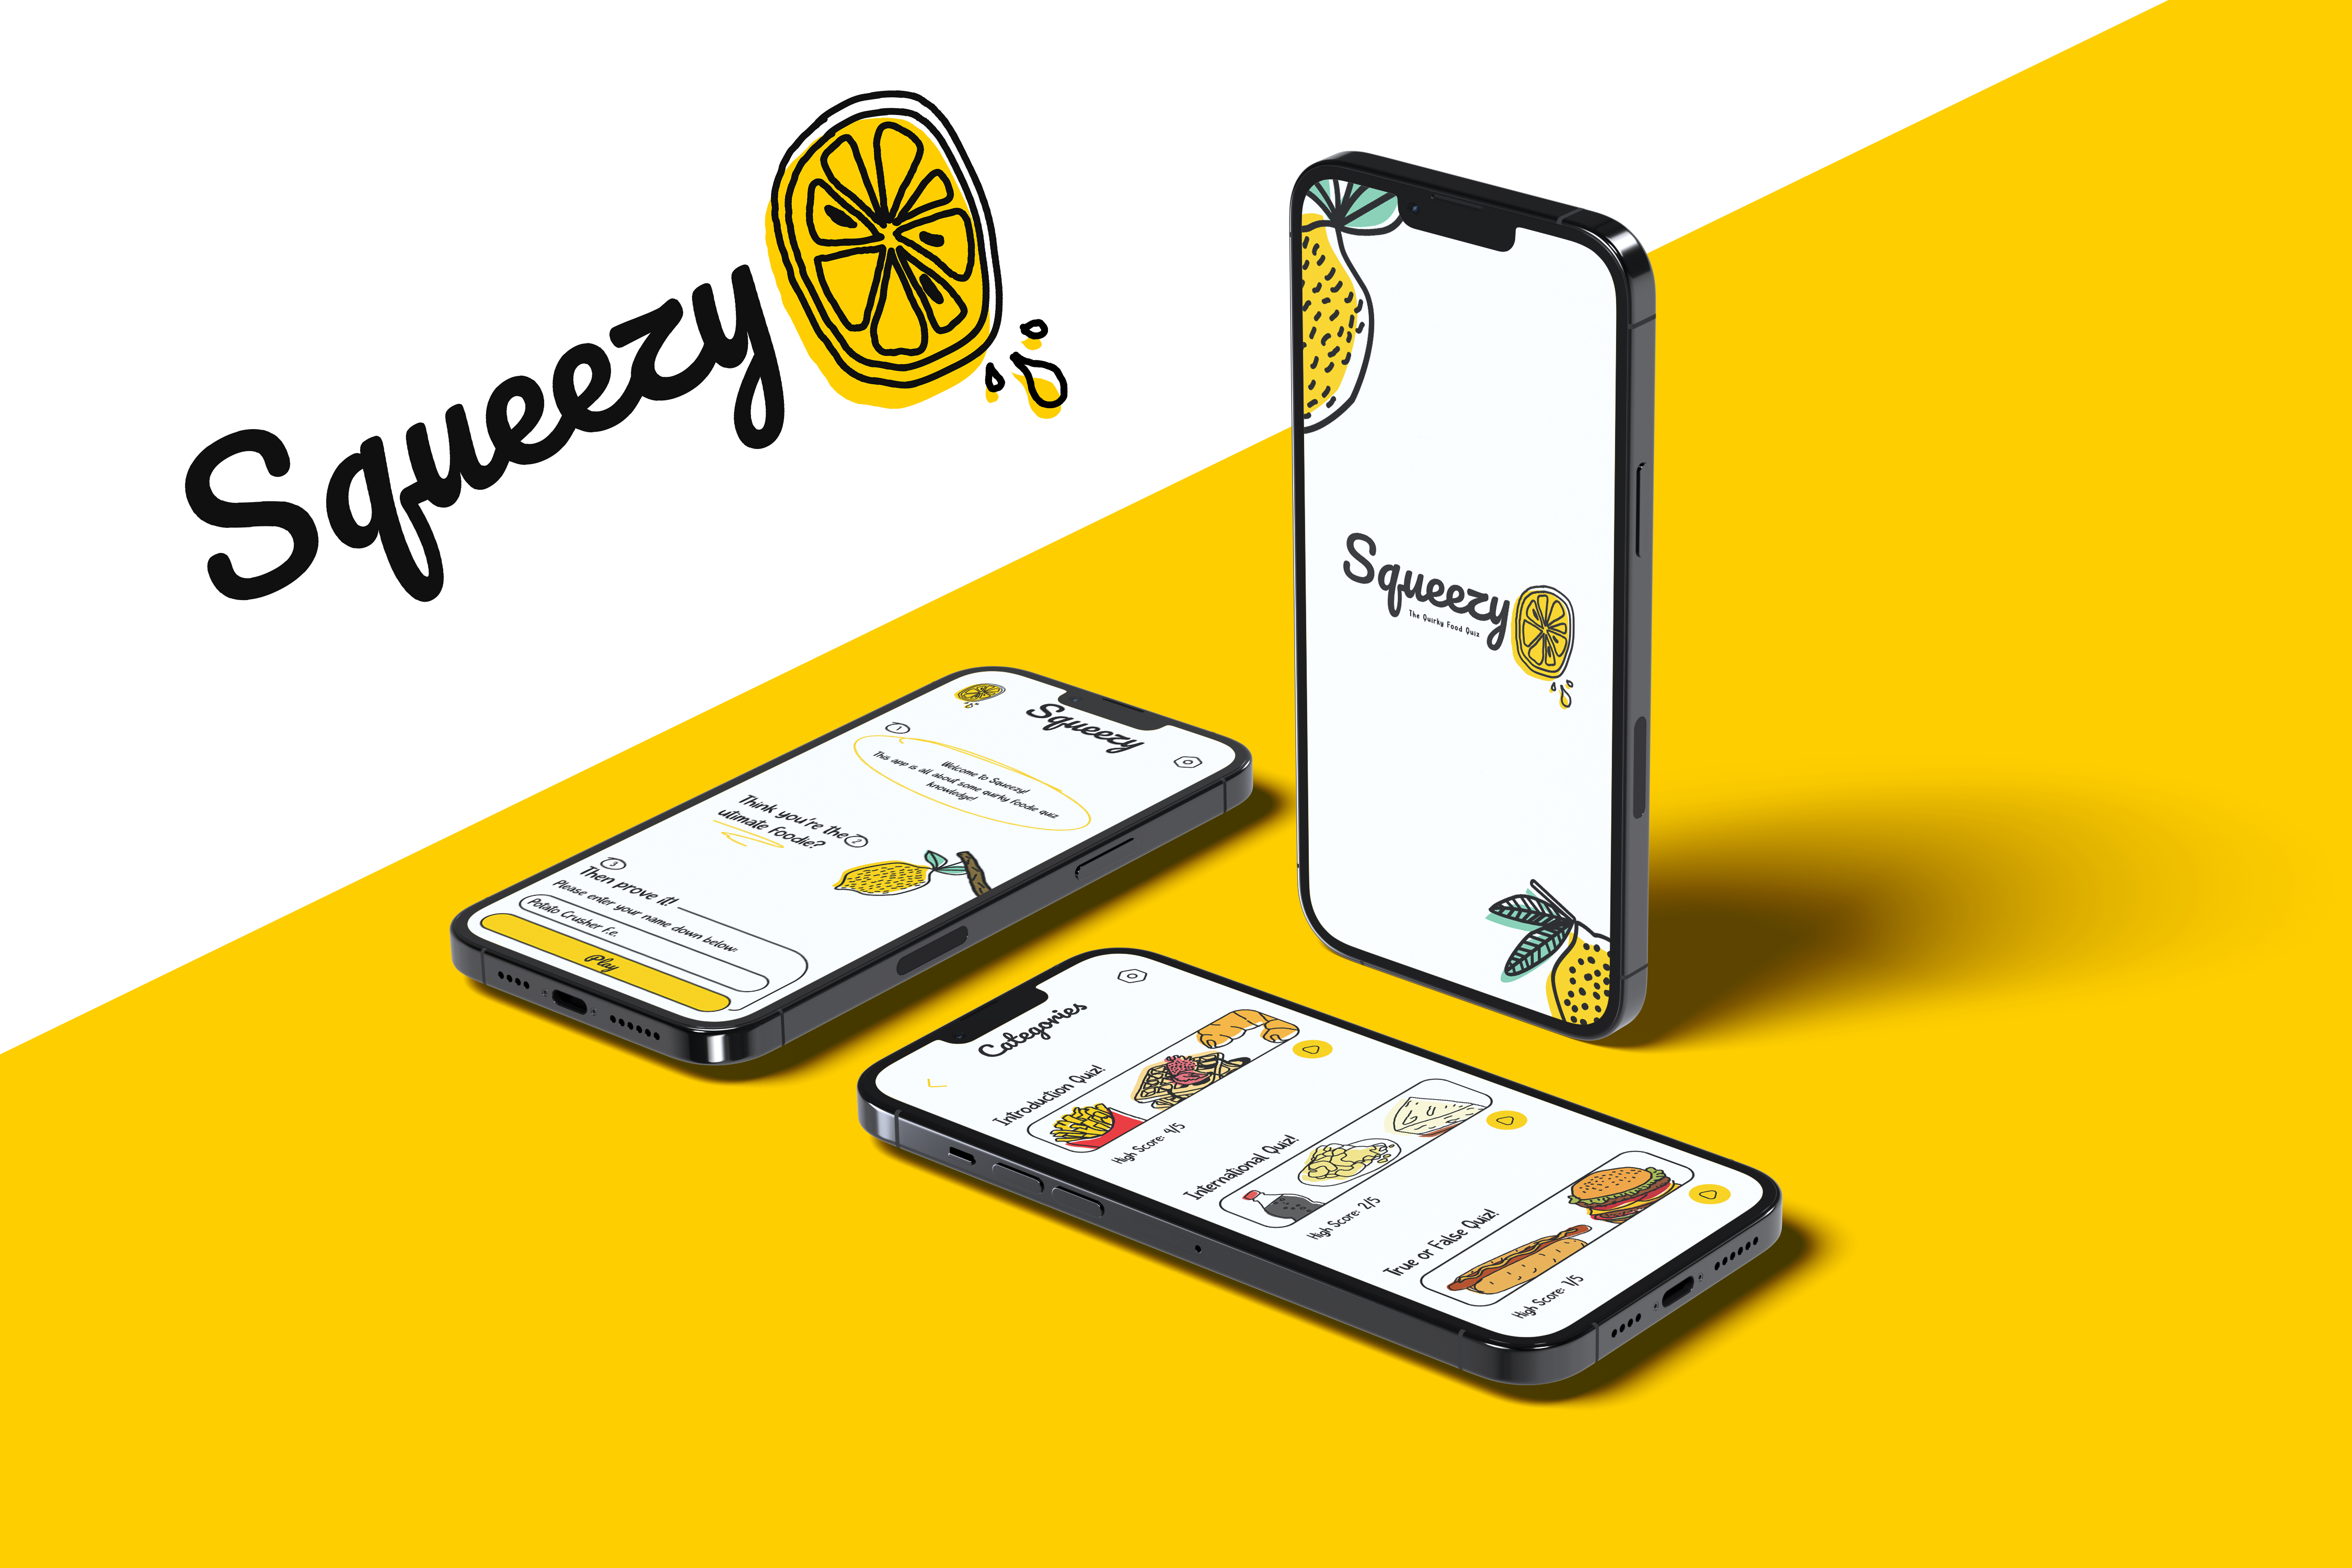 Squeezy
Squeezy
The Quirky Food Quiz
Squeezy
1
Welcome to Squeezy!
This app is all about some quirky foodie quiz
knowledge!
Think you're the
utimate foodie?
2
3
Then prove it!
Please enter your name down below:
Potato Crusher f.e.
Play
Categories
Introduction Quiz!
High Score: 4/5
International Quiz!
High Score: 2/5
True or False Quiz!
High Score: 1/5